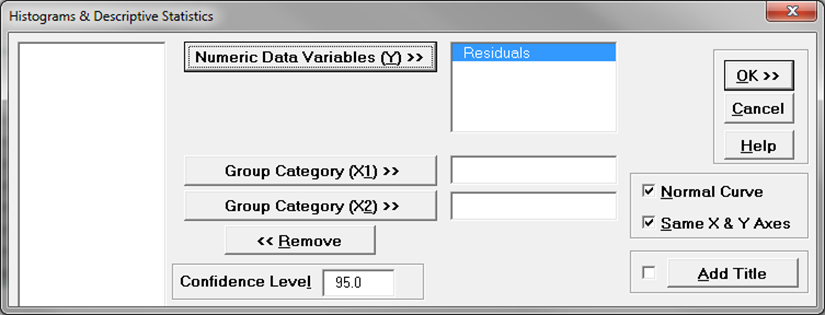 Histograms & Descriptive Statistics
Numeric Data Variables (Y) >>
Residuals
OK >>
Cancel
Help
Group Category (X1) >>
Group Category (X2) >>
<< Remove
Normal Curve
Same X & Y Axes
Confidence Level
95.0
Add Title